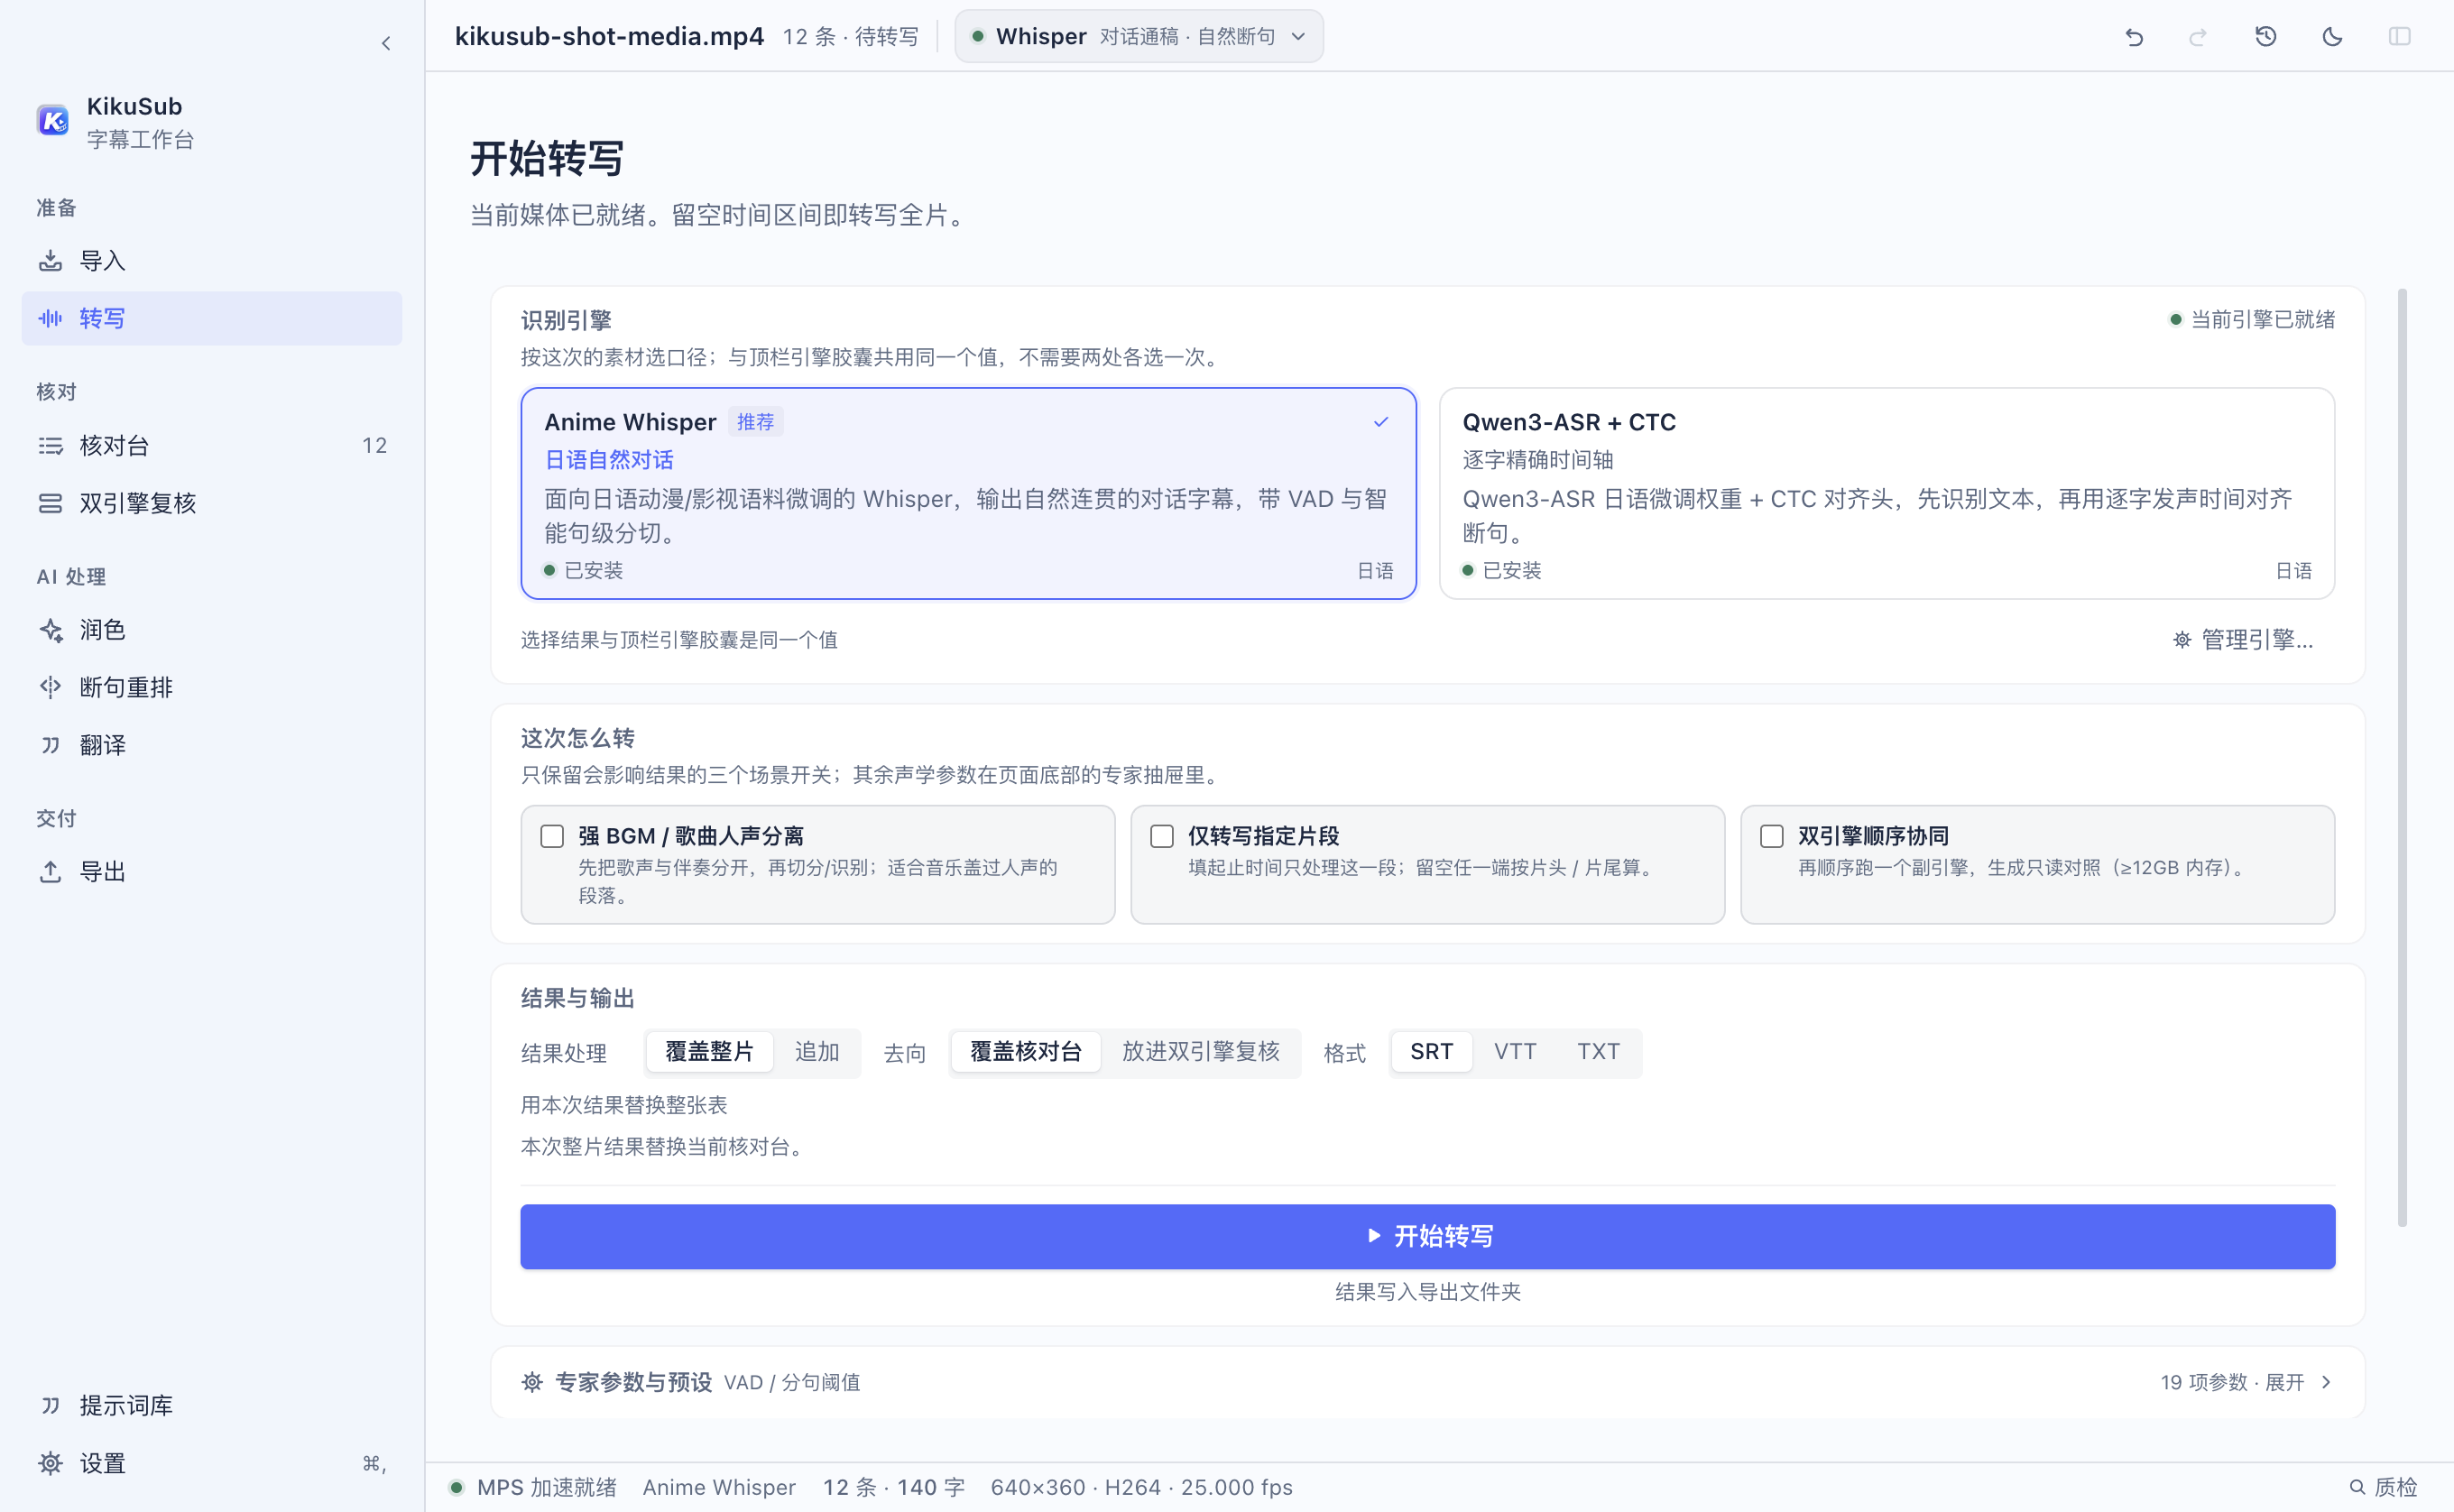 kikusub-shot-media.mp4 12 条 · 待转写 Whisper 对话通稿 · 自然断句
KikuSub
字幕工作台
准备
导入
转写
核对
核对台 12
双引擎复核
AI 处理
润色
断句重排
翻译
交付
导出
提示词库
设置 ⌘,
开始转写
当前媒体已就绪。留空时间区间即转写全片。
识别引擎 当前引擎已就绪
按这次的素材选口径；与顶栏引擎胶囊共用同一个值，不需要两处各选一次。
Anime Whisper 推荐
日语自然对话
面向日语动漫/影视语料微调的 Whisper，输出自然连贯的对话字幕，带 VAD 与智
能句级分切。
已安装 日语
Qwen3-ASR + CTC
逐字精确时间轴
Qwen3-ASR 日语微调权重 + CTC 对齐头，先识别文本，再用逐字发声时间对齐
断句。
已安装 日语
选择结果与顶栏引擎胶囊是同一个值 管理引擎...
这次怎么转
只保留会影响结果的三个场景开关；其余声学参数在页面底部的专家抽屉里。
强 BGM / 歌曲人声分离
先把歌声与伴奏分开，再切分/识别；适合音乐盖过人声的
段落。
仅转写指定片段
填起止时间只处理这一段；留空任一端按片头 / 片尾算。
双引擎顺序协同
再顺序跑一个副引擎，生成只读对照（≥12GB 内存）。
结果与输出
结果处理 覆盖整片 追加 去向 覆盖核对台 放进双引擎复核 格式 SRT VTT TXT
用本次结果替换整张表
本次整片结果替换当前核对台。
开始转写
结果写入导出文件夹
专家参数与预设 VAD / 分句阈值 19 项参数 · 展开
MPS 加速就绪 Anime Whisper 12 条 · 140 字 640×360 · H264 · 25.000 fps 质检